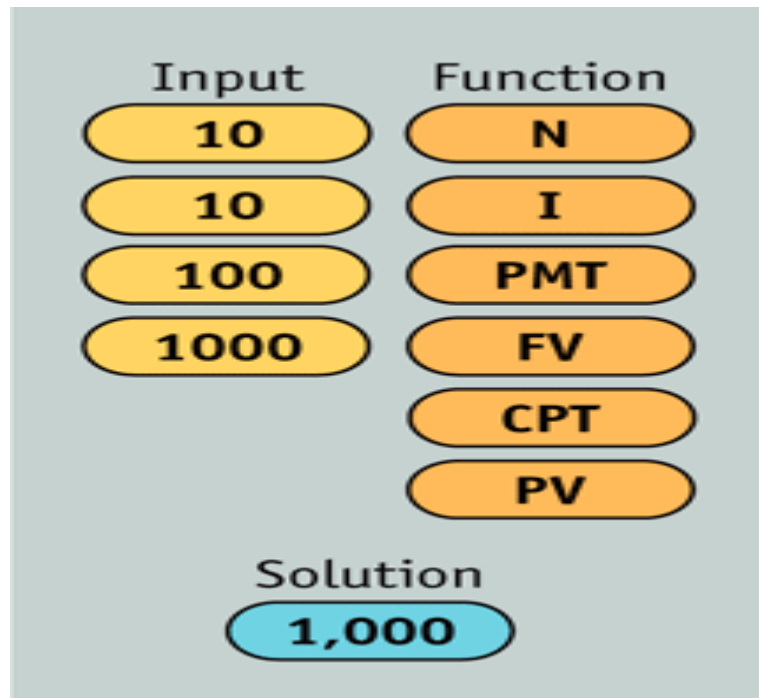 Input Function
10 N
10 I
100 PMT
1000 FV
CPT
PV
Solution
1,000